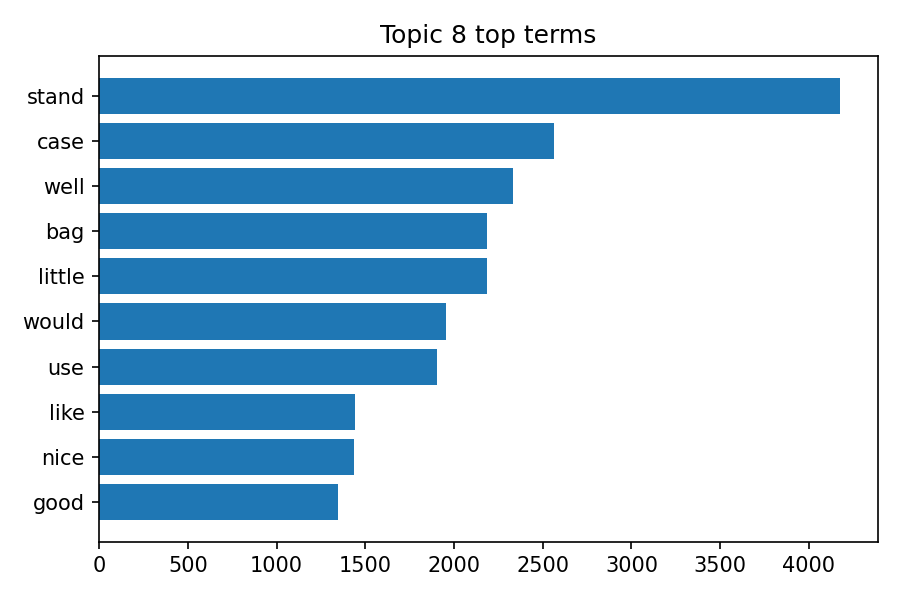 Topic 8 top terms
stand
case
well
bag
little
would
use
like
nice
good
0 500 1000 1500 2000 2500 3000 3500 4000